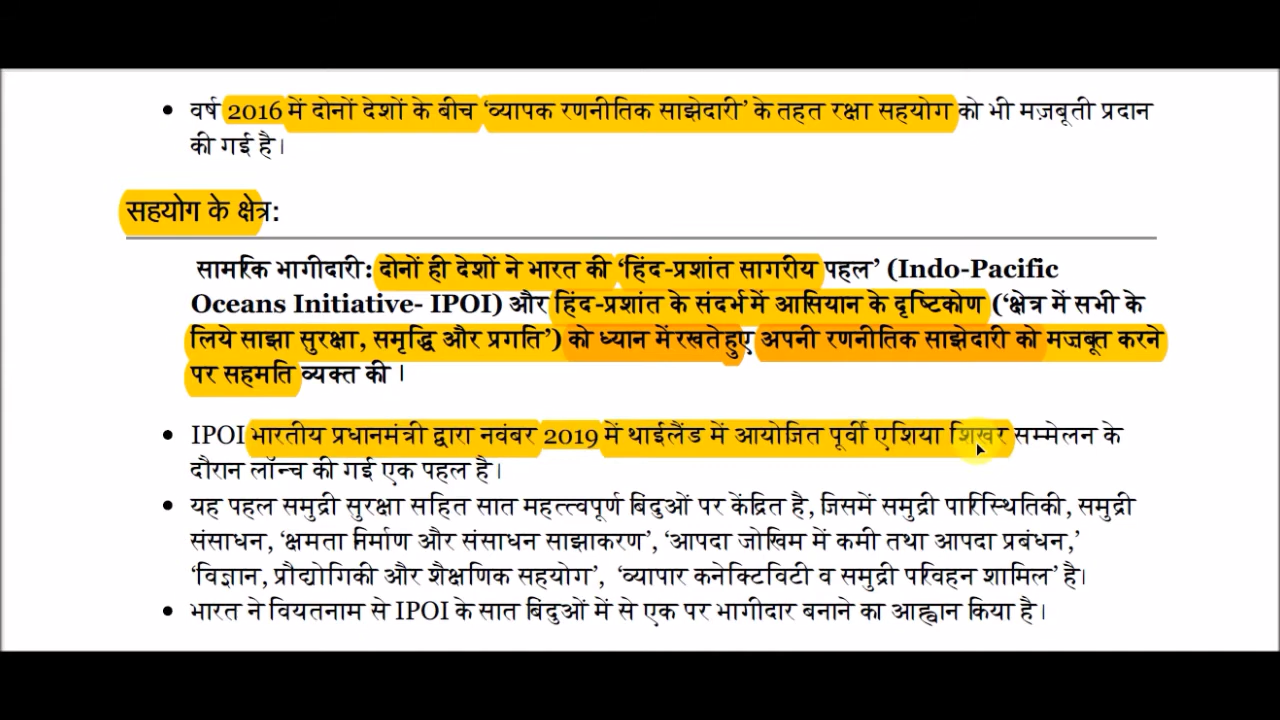 वर्ष 2016 में दोनों देशों के बीच ‘व्यापक रणनीतिक साझेदारी’ के तहत रक्षा सहयोग को भी मज़बूती प्रदान
की गई है।
सहयोग के क्षेत्र:
सामरिक भागीदारी: दोनों ही देशों ने भारत की ‘हिंद-प्रशांत सागरीय पहल’ (Indo-Pacific
Oceans Initiative- IPOI) और हिंद-प्रशांत के संदर्भ में आसियान के दृष्टिकोण (‘क्षेत्र में सभी के
लिये साझा सुरक्षा, समृद्धि और प्रगति’) को ध्यान में रखते हुए अपनी रणनीतिक साझेदारी को मजबूत करने
पर सहमति व्यक्त की ।
IPOI भारतीय प्रधानमंत्री द्वारा नवंबर 2019 में थाईलैंड में आयोजित पूर्वी एशिया शिखर सम्मेलन के
दौरान लॉन्च की गई एक पहल है।
यह पहल समुद्री सुरक्षा सहित सात महत्त्वपूर्ण बिंदुओं पर केंद्रित है, जिसमें समुद्री पारिस्थितिकी, समुद्री
संसाधन, ‘क्षमता निर्माण और संसाधन साझाकरण’, ‘आपदा जोखिम में कमी तथा आपदा प्रबंधन,’
‘विज्ञान, प्रौद्योगिकी और शैक्षणिक सहयोग’, ‘व्यापार कनेक्टिविटी व समुद्री परिवहन शामिल’ है।
भारत ने वियतनाम से IPOI के सात बिंदुओं में से एक पर भागीदार बनाने का आह्वान किया है।